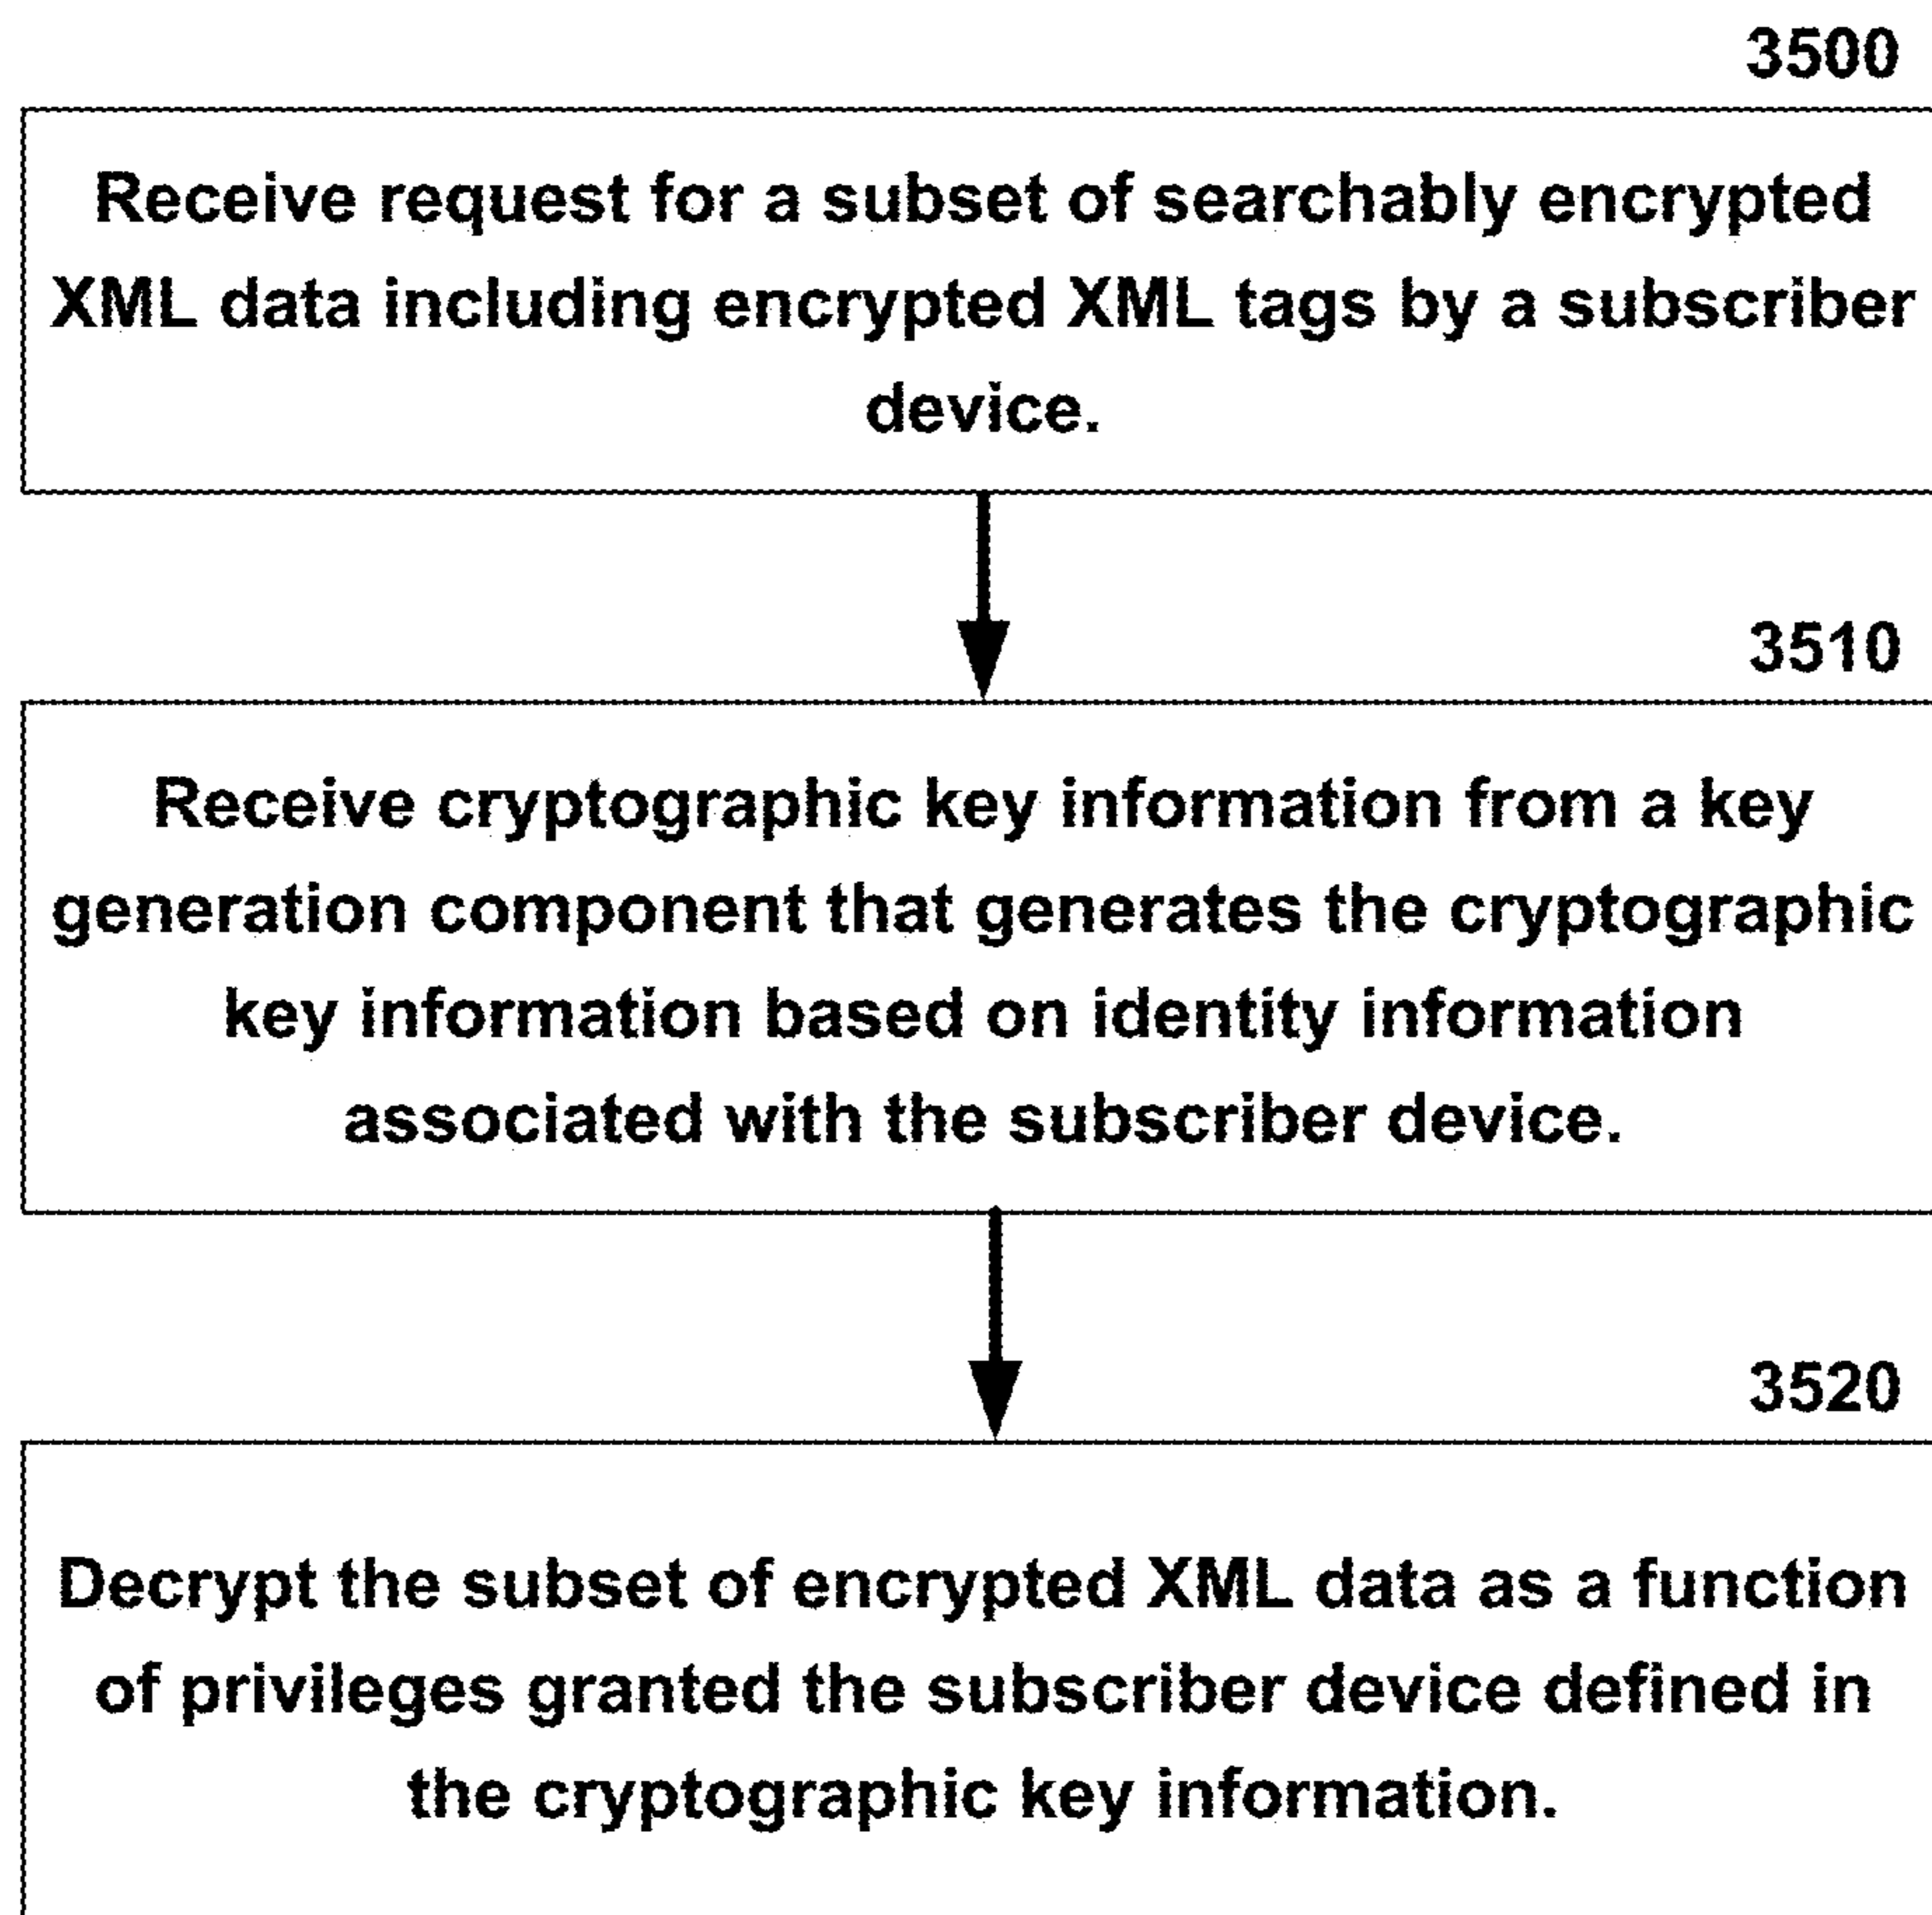 3500
Receive request for a subset of searchably encrypted
XML data including encrypted XML tags by a subscriber
device.
3510
Receive cryptographic key information from a key
generation component that generates the cryptographic
key information based on identity information
associated with the subscriber device.
3520
Decrypt the subset of encrypted XML data as a function
of privileges granted the subscriber device defined in
the cryptographic key information.